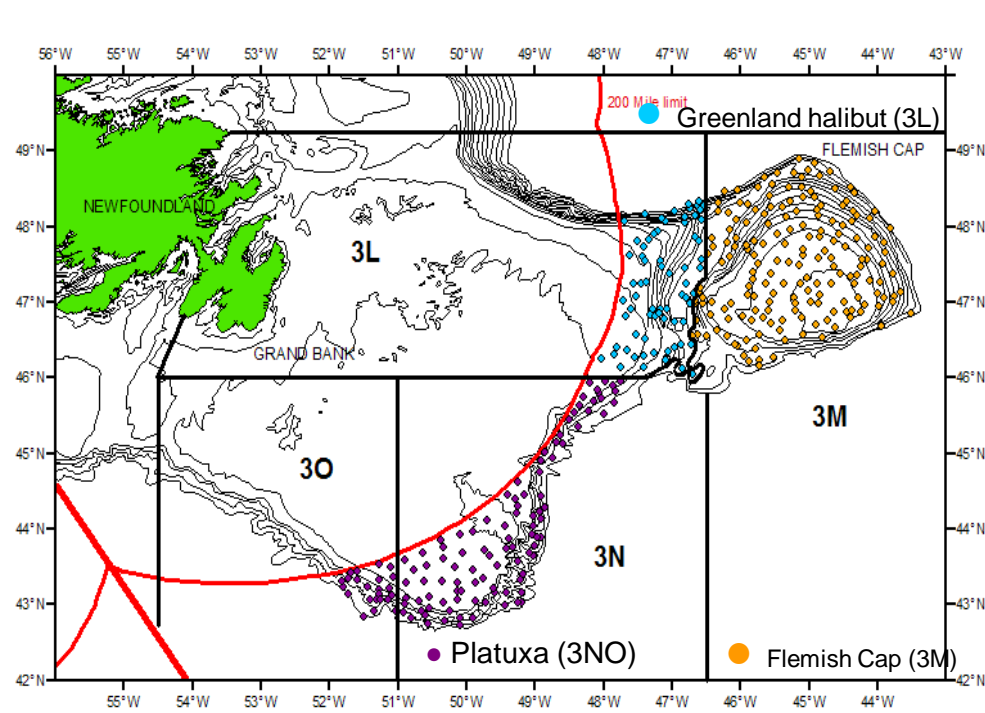 56°W 55°W 54°W 53°W 52°W 51°W 50°W 49°W 48°W 47°W 46°W 45°W 44°W 43°W
200 Mile limit
Greenland halibut (3L)
49°N 49°N
FLEMISH CAP
NEWFOUNDLAND
48°N 48°N
3L
47°N 47°N
GRAND BANK
46°N 46°N
3M
45°N 45°N
3O
44°N 44°N
3N
43°N 43°N
Platuxa (3NO)
Flemish Cap (3M)
42°N 42°N
55°W 54°W 53°W 52°W 51°W 50°W 49°W 48°W 47°W 46°W 45°W 44°W